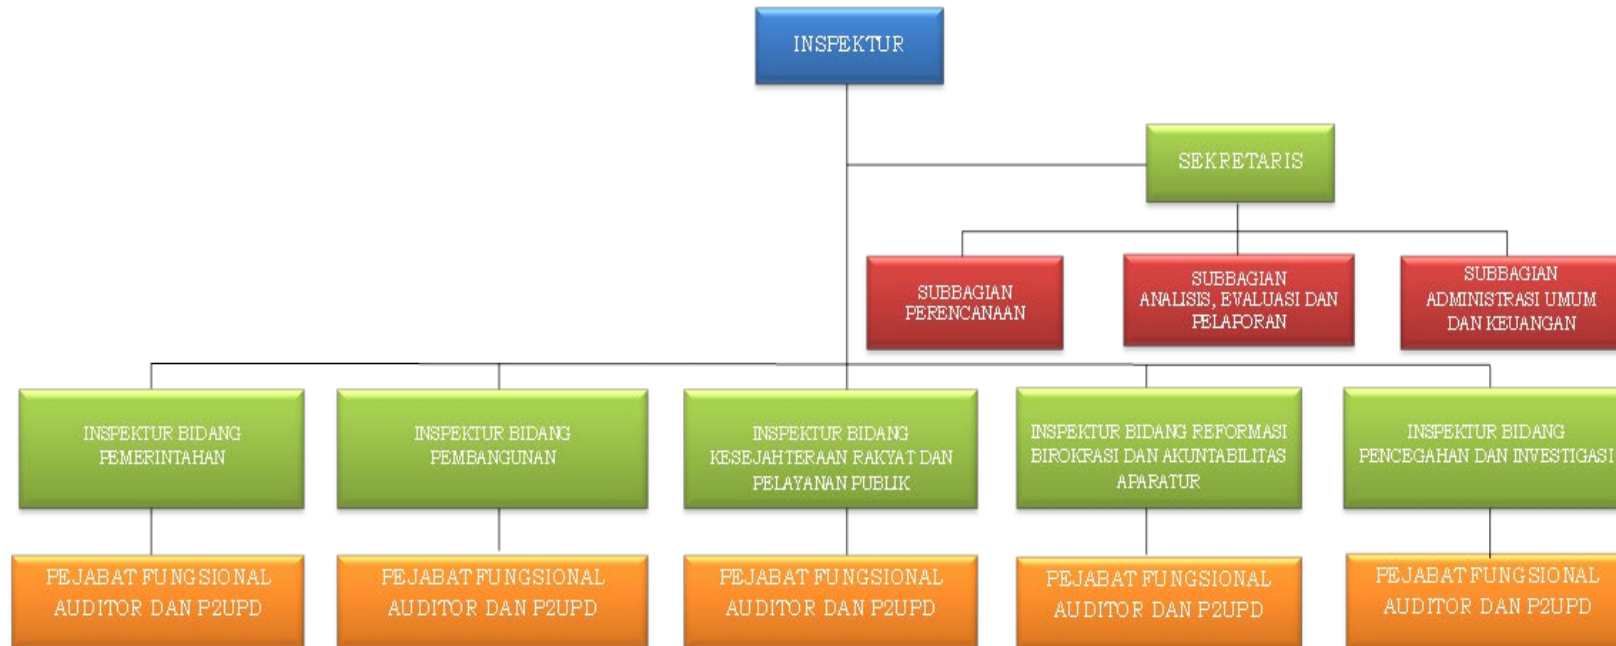 INSPEKTUR
SEKRETARIS
SUBBAGIAN
PERENCANAAN
SUBBAGIAN
ANALISIS, EVALUASI DAN
PELAPORAN
SUBBAGIAN
ADMINISTRASI UMUM
DAN KEUANGAN
INSPEKTUR BIDANG
PEMERINTAHAN
INSPEKTUR BIDANG
PEMBANGUNAN
INSPEKTUR BIDANG
KESEJAHTERAAN RAKYAT DAN
PELAYANAN PUBLIK
INSPEKTUR BIDANG REFORMASI
BIROKRASI DAN AKUNTABILITAS
APARATUR
INSPEKTUR BIDANG
PENCEGAHAN DAN INVESTIGASI
PEJABAT FUNGSIONAL
AUDITOR DAN P2UPD
PEJABAT FUNGSIONAL
AUDITOR DAN P2UPD
PEJABAT FUNGSIONAL
AUDITOR DAN P2UPD
PEJABAT FUNGSIONAL
AUDITOR DAN P2UPD
PEJABAT FUNGSIONAL
AUDITOR DAN P2UPD